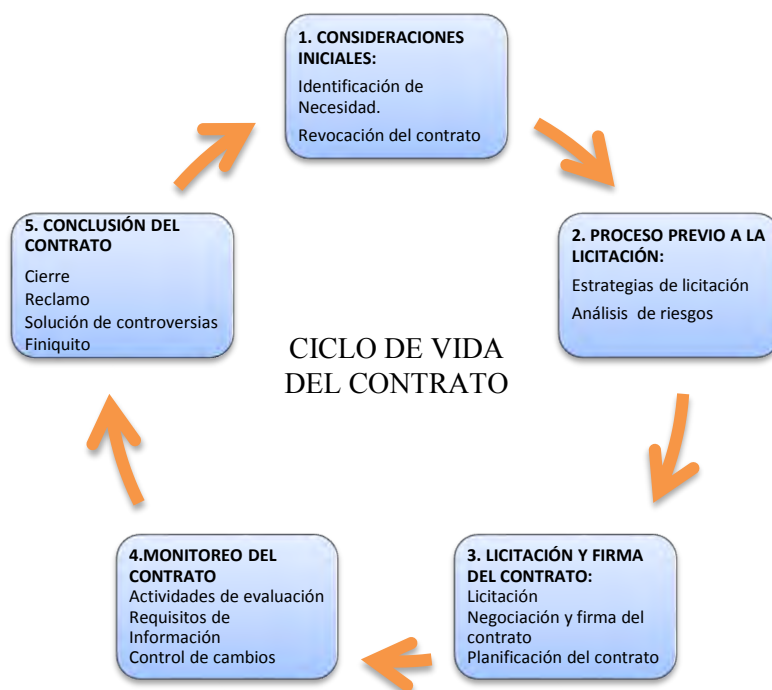 1. CONSIDERACIONES
INICIALES:
Identificación de
Necesidad.
Revocación del contrato
2. PROCESO PREVIO A LA
LICITACIÓN:
Estrategias de licitación
Análisis de riesgos
3. LICITACIÓN Y FIRMA
DEL CONTRATO:
Licitación
Negociación y firma del
contrato
Planificación del contrato
4.MONITOREO DEL
CONTRATO
Actividades de evaluación
Requisitos de
Información
Control de cambios
5. CONCLUSIÓN DEL
CONTRATO
Cierre
Reclamo
Solución de controversias
Finiquito
CICLO DE VIDA
DEL CONTRATO